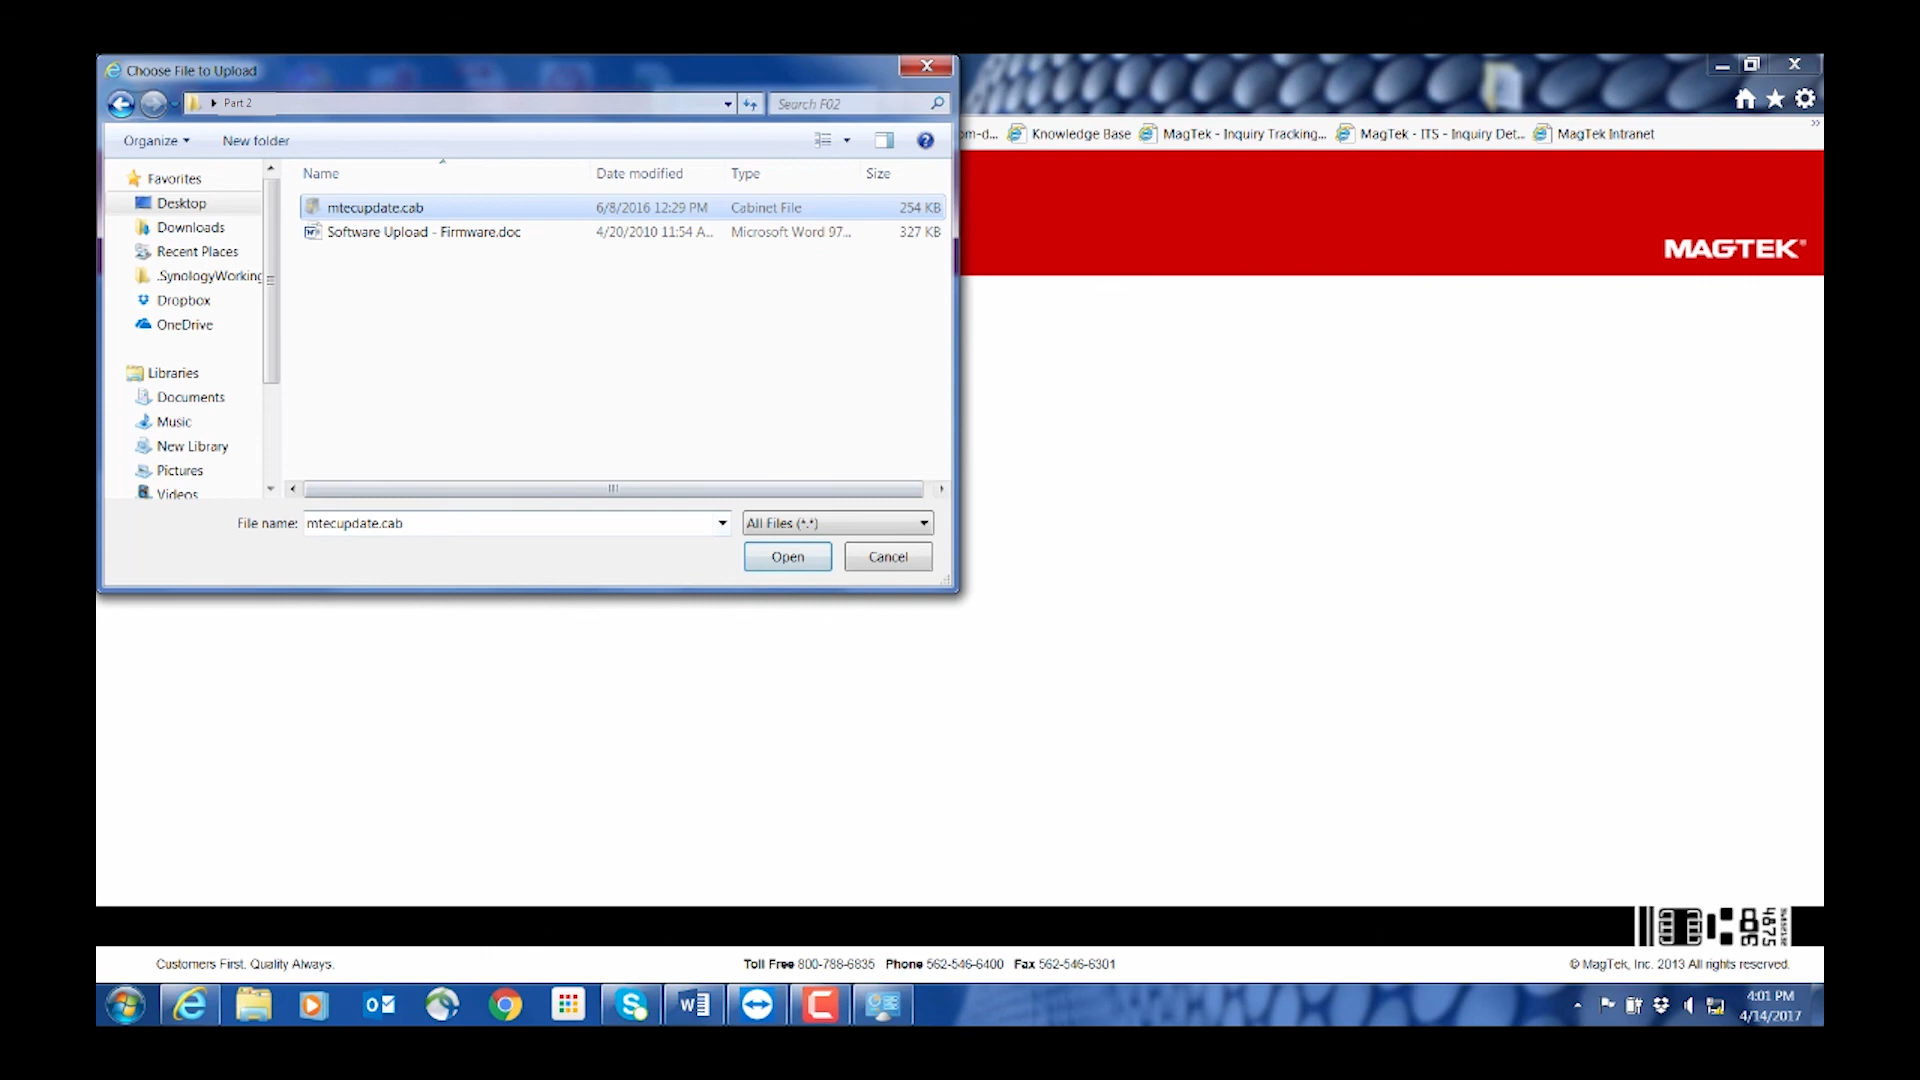 Choose File to Upload
Part 2
Search F02
Organize
New folder
Name
Date modified
Type
Size
mtecupdate.cab
6/8/2016 12:29 PM
Cabinet File
254 KB
Software Upload - Firmware.doc
4/20/2010 11:54 A...
Microsoft Word 97...
327 KB
Favorites
Desktop
Downloads
Recent Places
.SynologyWorking
Dropbox
OneDrive
Libraries
Documents
Music
New Library
Pictures
Videos
File name:
mtecupdate.cab
All Files (*.*)
Open
Cancel
om-d...
Knowledge Base
MagTek - Inquiry Tracking...
MagTek - ITS - Inquiry Det...
MagTek Intranet
MAGTEK®
Customers First. Quality Always.
Toll Free 800-788-6835 Phone 562-546-6400 Fax 562-546-6301
© MagTek, Inc. 2013 All rights reserved.
4:01 PM
4/14/2017